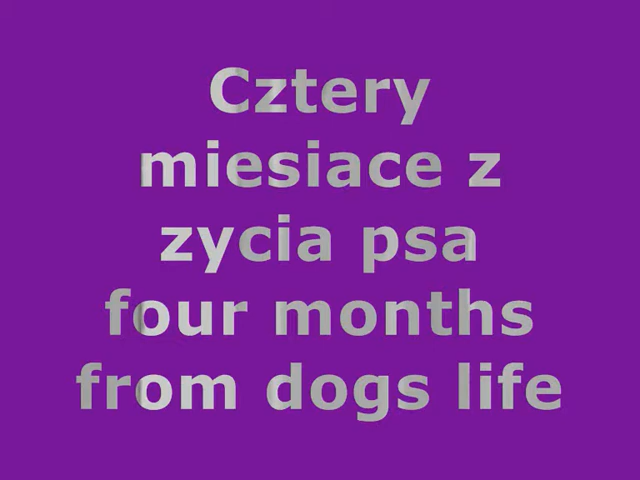 Cztery
miesiace z
zycia psa
four months
from dogs life